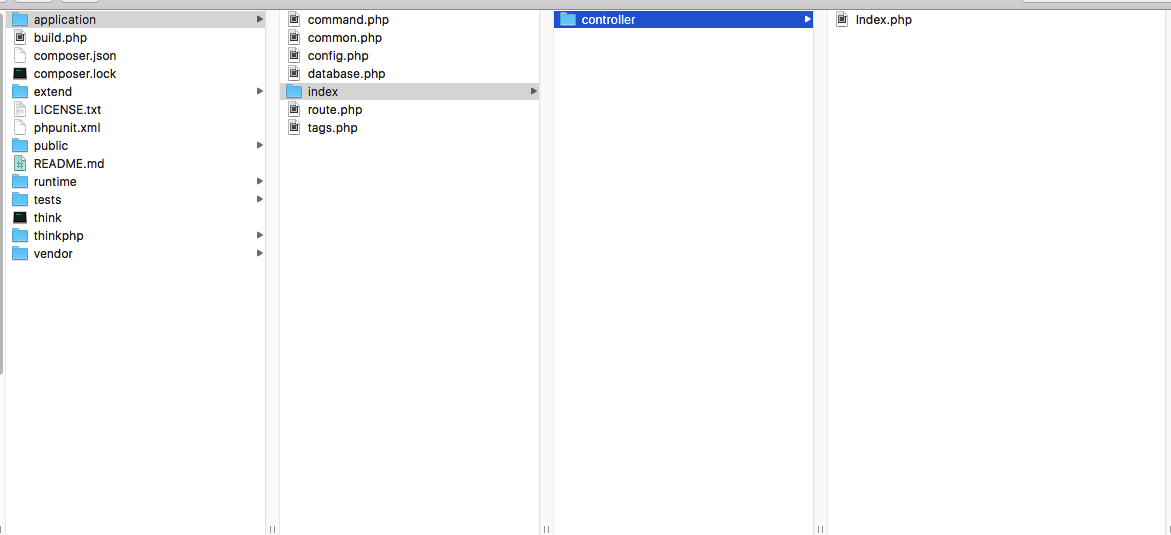 application
build.php
composer.json
composer.lock
extend
LICENSE.txt
phpunit.xml
public
README.md
runtime
tests
think
thinkphp
vendor
command.php
common.php
config.php
database.php
index
route.php
tags.php
controller
Index.php